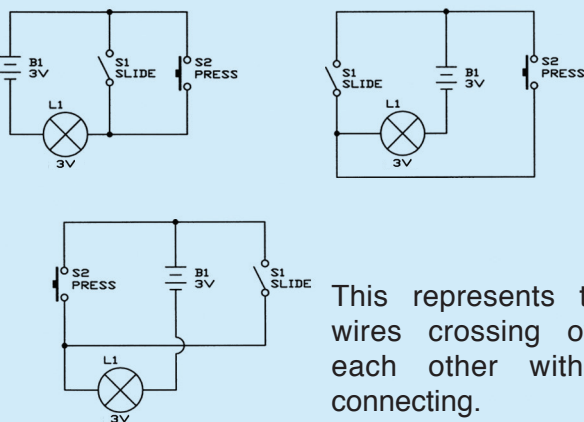 B1
3V
S1
SLIDE
S2
PRESS
L1
3V
S1
SLIDE
L1
3V
B1
3V
S2
PRESS
S2
PRESS
B1
3V
S1
SLIDE
L1
3V
This represents
wires crossing
each other
connecting.